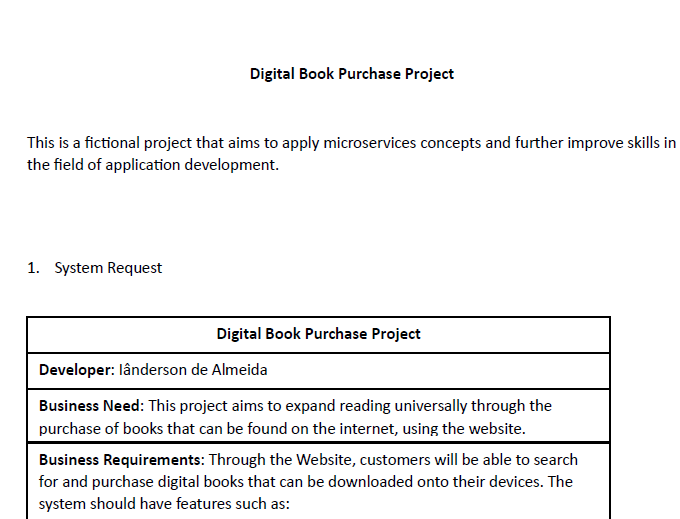 Digital Book Purchase Project
This is a fictional project that aims to apply microservices concepts and further improve skills in
the field of application development.
1. System Request
Digital Book Purchase Project
Developer: Iânderson de Almeida
Business Need: This project aims to expand reading universally through the
purchase of books that can be found on the internet, using the website.
Business Requirements: Through the Website, customers will be able to search
for and purchase digital books that can be downloaded onto their devices. The
system should have features such as: